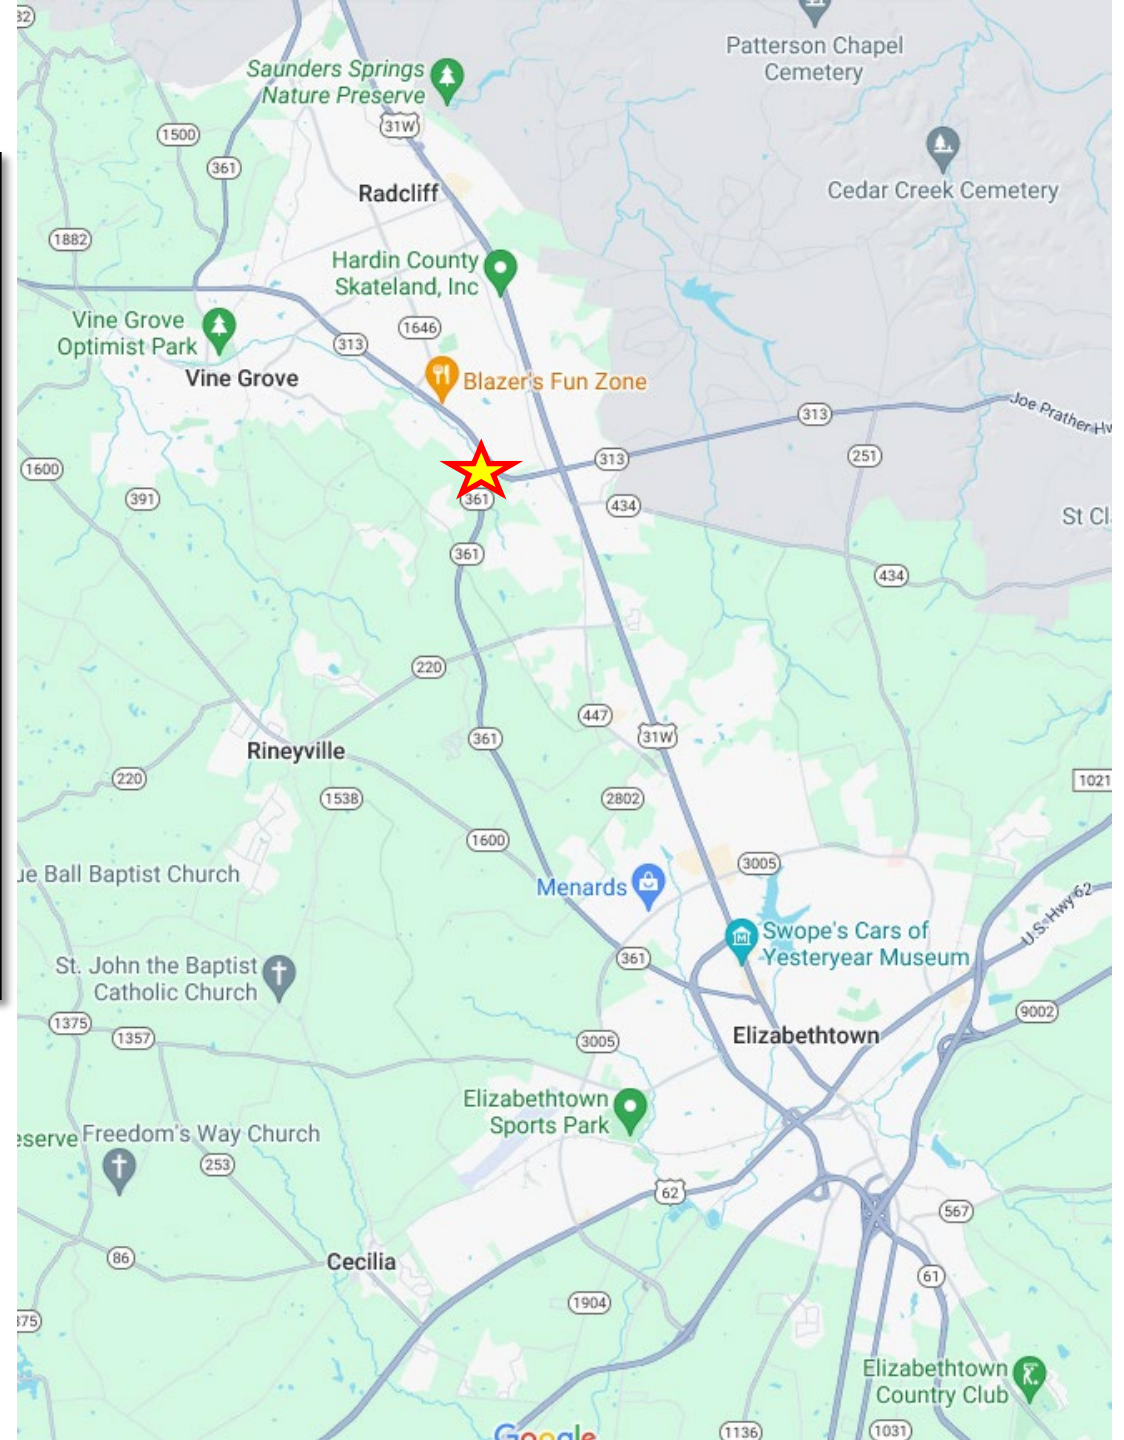 32
Patterson Chapel
Cemetery
Saunders Springs
Nature Preserve
31W
1500
361
Radcliff
Cedar Creek Cemetery
1882
Hardin County
Skateland, Inc
Vine Grove
Optimist Park
1646
313
Vine Grove
Blazer's Fun Zone
313
Joe Prather Hw
1600
391
313
251
361
434
St Cl
361
434
220
447
31W
361
Rineyville
220
1538
2802
1021
1600
3005
ue Ball Baptist Church
Menards
Swope's Cars of
Yesteryear Museum
U.S. Hwy 62
St. John the Baptist
Catholic Church
361
1375
1357
9002
3005
Elizabethtown
Elizabethtown
Sports Park
eserve
Freedom's Way Church
253
62
567
86
Cecilia
61
1904
375
Elizabethtown
Country Club
Google
1136
1031